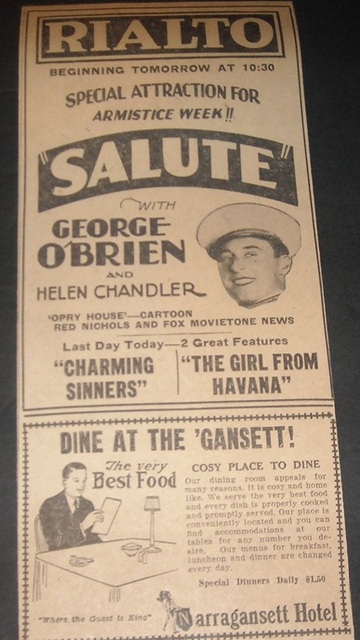 RIALTO
BEGINNING TOMORROW AT 10:30
SPECIAL ATTRACTION FOR
ARMISTICE WEEK!!
"SALUTE"
WITH
GEORGE
O'BRIEN
AND
HELEN CHANDLER
'OPRY HOUSE'—CARTOON
RED NICHOLS AND FOX MOVIETONE NEWS
Last Day Today—2 Great Features
"CHARMING
SINNERS"
"THE GIRL FROM
HAVANA"
DINE AT THE 'GANSETT!
The very
Best Food
COSY PLACE TO DINE
Our dining room appeals for
many reasons. It is cosy and home
like. We serve the very best food
and every dish is properly cooked
and promptly served. Our place is
conveniently located and you can
find accommodations at our
tables for any number you de-
sire. Our menus for breakfast,
luncheon and dinner are changed
every day.
Special Dinners Daily $1.50
"Where the Guest is King"
Narragansett Hotel